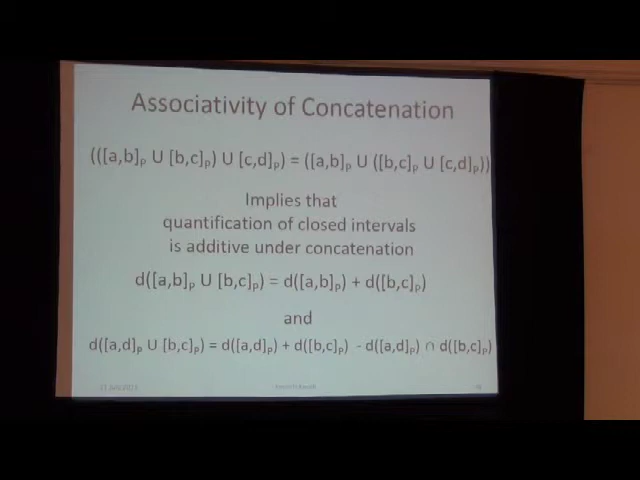 Associativity of Concatenation
(([a,b]ₚ U [b,c]ₚ) U [c,d]ₚ) = ([a,b]ₚ U ([b,c]ₚ U [c,d]ₚ))
Implies that
quantification of closed intervals
is additive under concatenation
d([a,b]ₚ U [b,c]ₚ) = d([a,b]ₚ) + d([b,c]ₚ)
and
d([a,d]ₚ U [b,c]ₚ) = d([a,d]ₚ) + d([b,c]ₚ) - d([a,d]ₚ) ∩ d([b,c]ₚ)